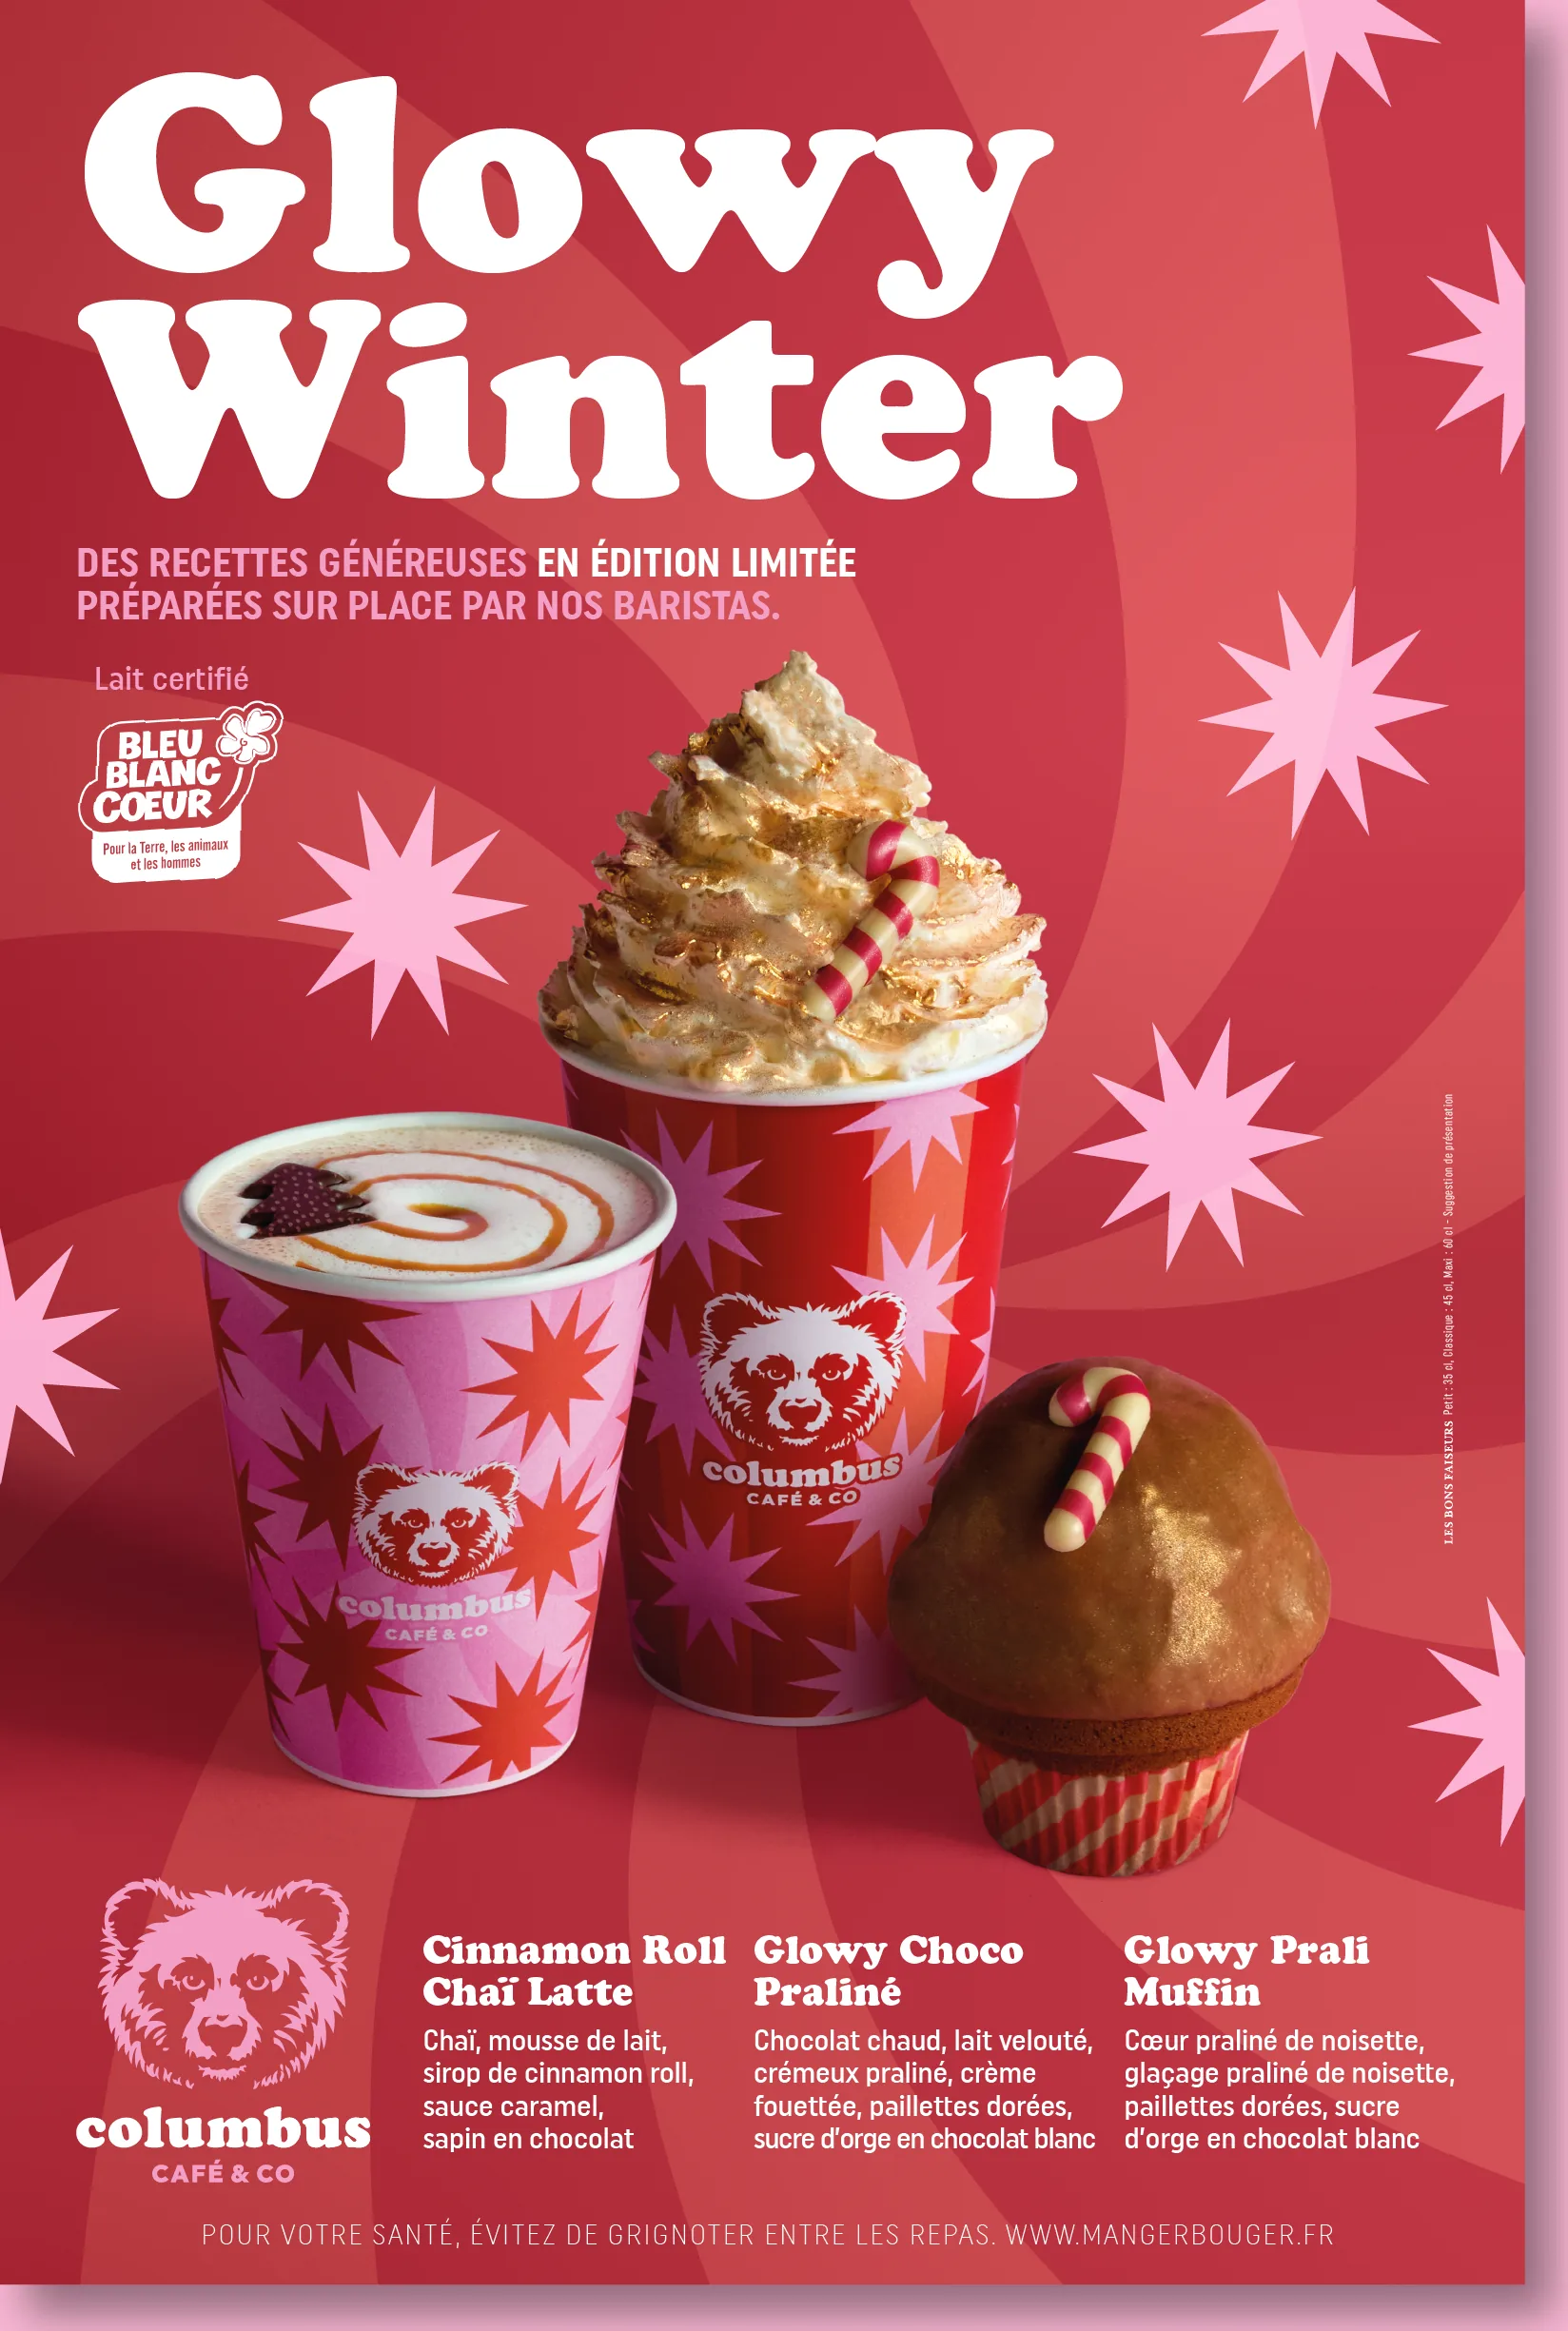 Glowy
Winter
DES RECETTES GÉNÉREUSES EN ÉDITION LIMITÉE
PRÉPARÉES SUR PLACE PAR NOS BARISTAS.
Lait certifié
BLEU
BLANC
COEUR
Pour la Terre, les animaux
et les hommes
columbus
CAFÉ & CO
columbus
CAFÉ & CO
LES BONS FAISEURS Petit : 35 cl, Classique : 45 cl, Maxi : 60 cl - Suggestion de présentation
columbus
CAFÉ & CO
Cinnamon Roll
Chaï Latte
Chaï, mousse de lait,
sirop de cinnamon roll,
sauce caramel,
sapin en chocolat
Glowy Choco
Praliné
Chocolat chaud, lait velouté,
crémeux praliné, crème
fouettée, paillettes dorées,
sucre d'orge en chocolat blanc
Glowy Prali
Muffin
Cœur praliné de noisette,
glaçage praliné de noisette,
paillettes dorées, sucre
d'orge en chocolat blanc
POUR VOTRE SANTÉ, ÉVITEZ DE GRIGNOTER ENTRE LES REPAS. WWW.MANGERBOUGER.FR